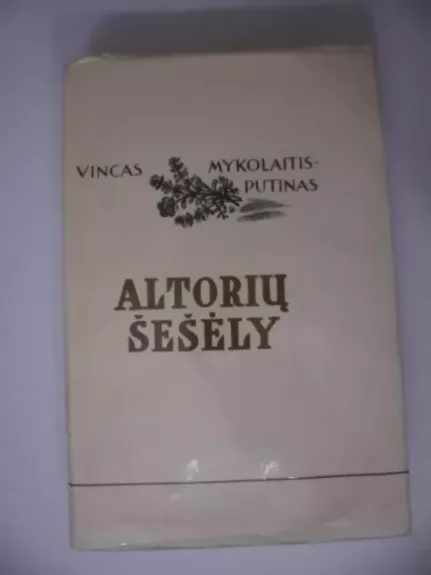 VINCAS MYKOLAITIS-
PUTINAS
ALTORIŲ
ŠEŠĖLY